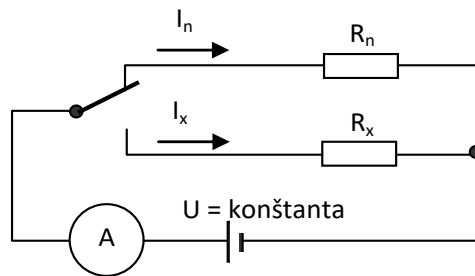 Iₙ
Rₙ
Iₓ
Rₓ
U = konštanta
A